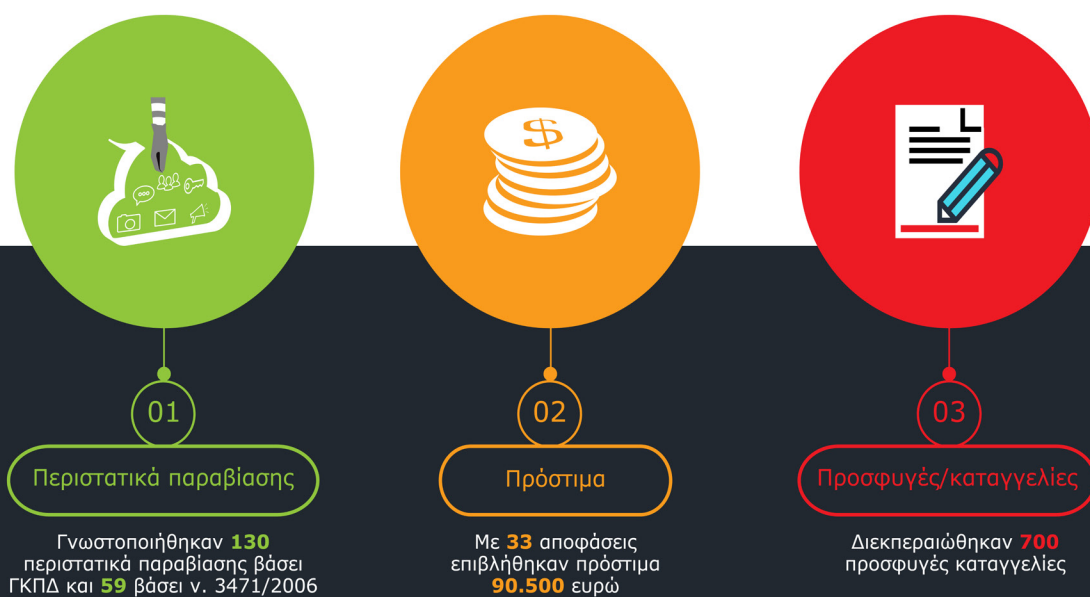 $
01
Περιστατικά παραβίασης
Γνωστοποιήθηκαν 130
περιστατικά παραβίασης βάσει
ΓΚΠΔ και 59 βάσει ν. 3471/2006
02
Πρόστιμα
Με 33 αποφάσεις
επιβλήθηκαν πρόστιμα
90.500 ευρώ
03
Προσφυγές/καταγγελίες
Διεκπεραιώθηκαν 700
προσφυγές καταγγελίες